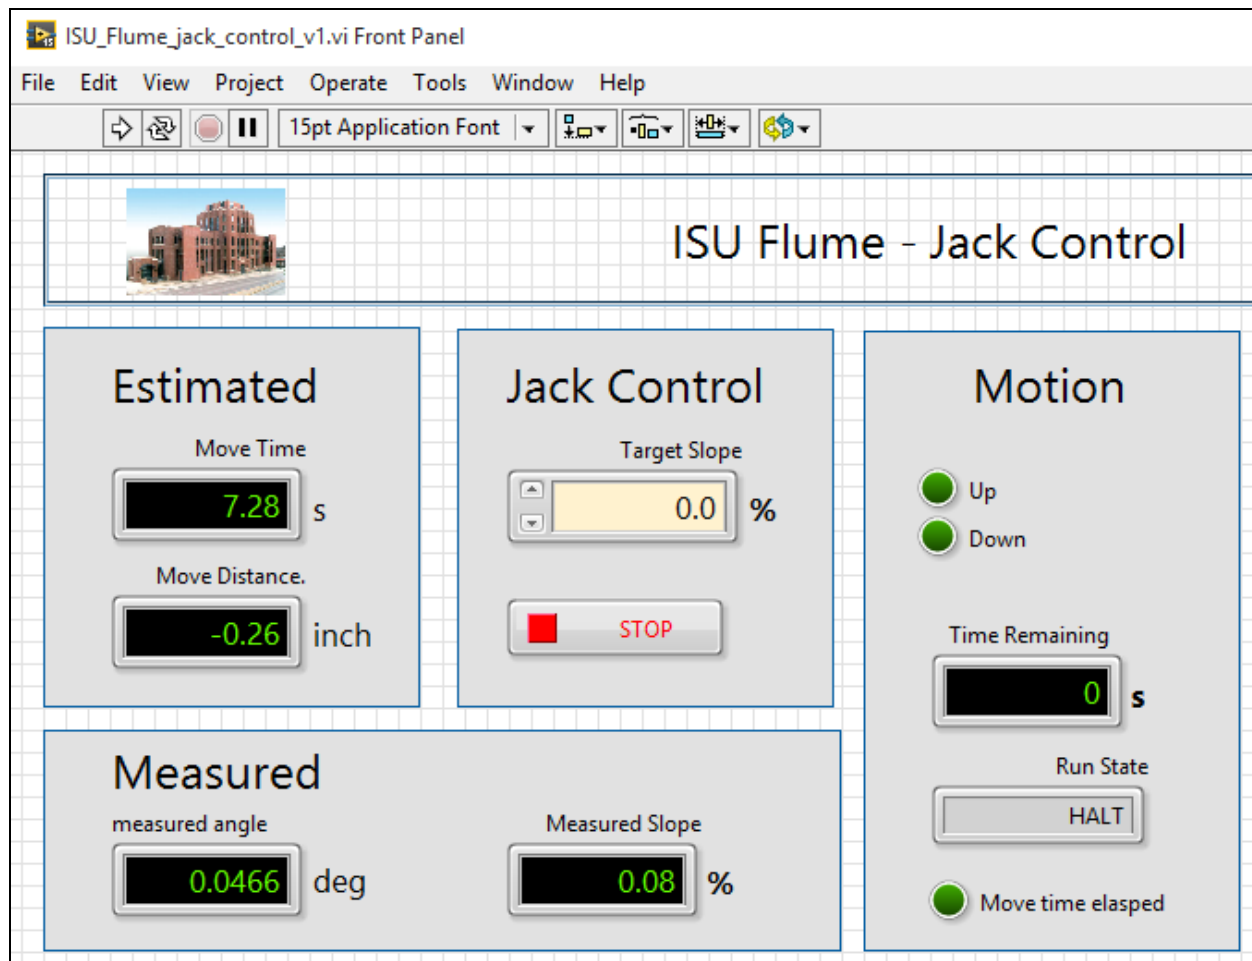 ISU_Flume_jack_control_v1.vi Front Panel
File Edit View Project Operate Tools Window Help
15pt Application Font
ISU Flume - Jack Control
Estimated
Move Time
7.28 s
Move Distance.
-0.26 inch
Jack Control
Target Slope
0.0 %
STOP
Motion
Up
Down
Time Remaining
0 s
Run State
HALT
Move time elasped
Measured
measured angle
0.0466 deg
Measured Slope
0.08 %